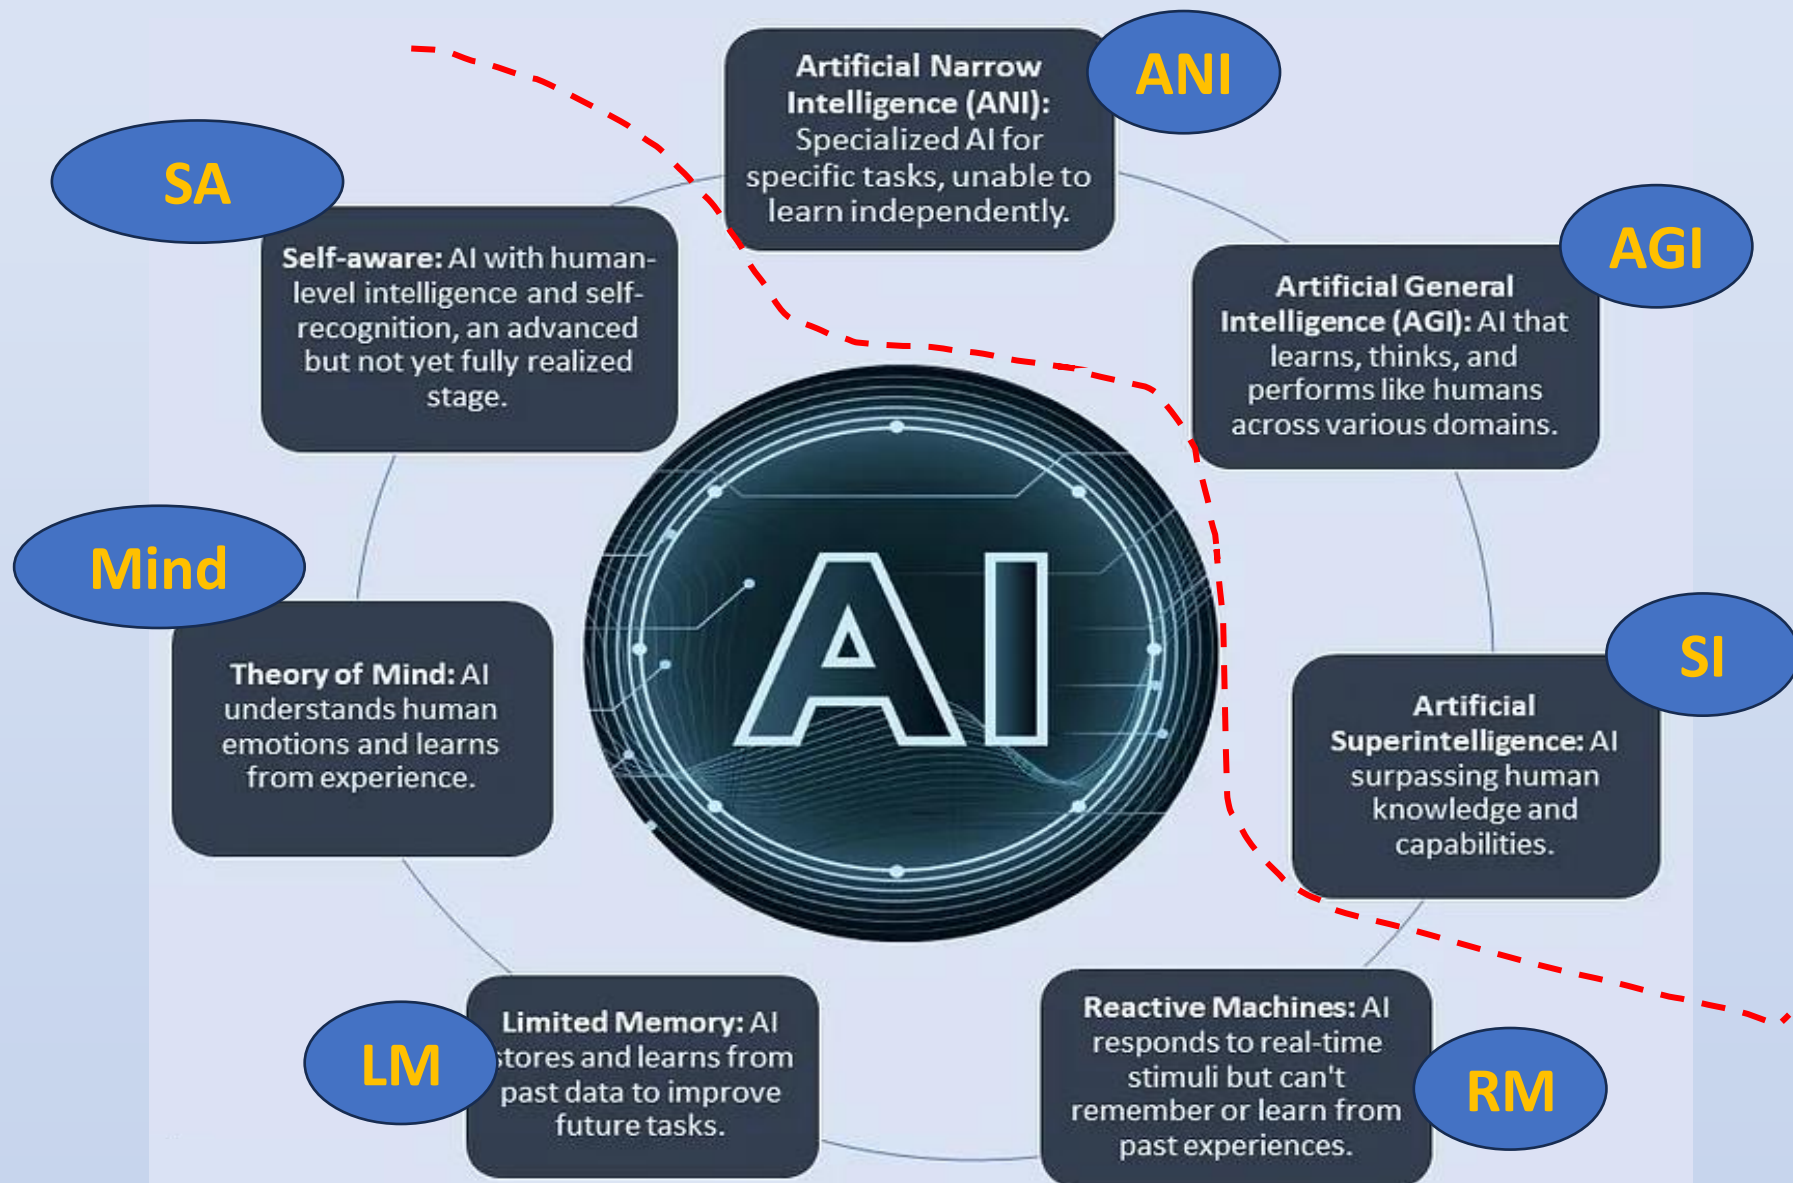 Artificial Narrow
Intelligence (ANI):
Specialized AI for
specific tasks, unable to
learn independently.
ANI
Artificial General
Intelligence (AGI): AI that
learns, thinks, and
performs like humans
across various domains.
AGI
Artificial
Superintelligence: AI
surpassing human
knowledge and
capabilities.
SI
Reactive Machines: AI
responds to real-time
stimuli but can't
remember or learn from
past experiences.
RM
Limited Memory: AI
stores and learns from
past data to improve
future tasks.
LM
Theory of Mind: AI
understands human
emotions and learns
from experience.
Mind
Self-aware: AI with human-
level intelligence and self-
recognition, an advanced
but not yet fully realized
stage.
SA
AI